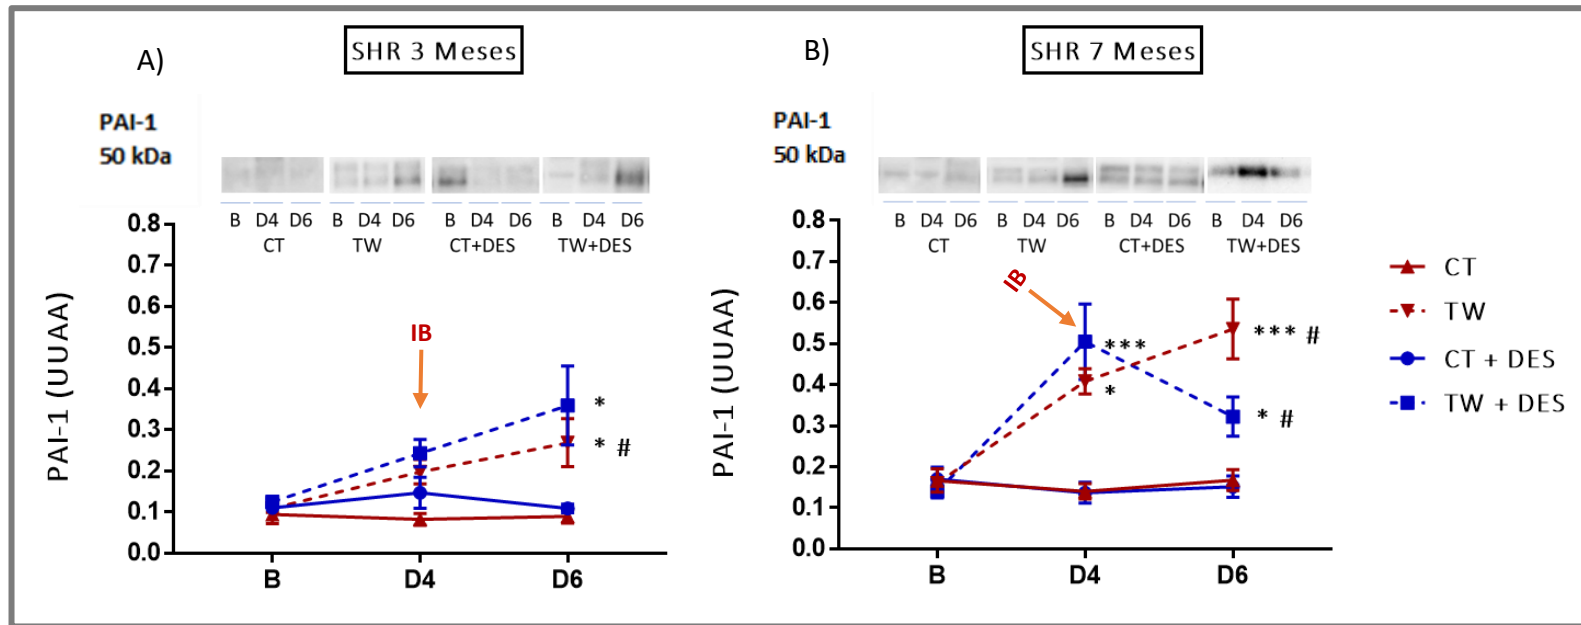 A)
SHR 3 Meses
PAI-1
50 kDa
B D4 D6 B D4 D6 B D4 D6 B D4 D6
CT TW CT+DES TW+DES
PAI-1 (UUAA)
0.8
0.7
0.6
0.5
0.4
0.3
0.2
0.1
0.0
IB
*
* #
B D4 D6
B)
SHR 7 Meses
PAI-1
50 kDa
B D4 D6 B D4 D6 B D4 D6 B D4 D6
CT TW CT+DES TW+DES
PAI-1 (UUAA)
0.8
0.7
0.6
0.5
0.4
0.3
0.2
0.1
0.0
IB
***
*
*** #
* #
B D4 D6
CT
TW
CT + DES
TW + DES